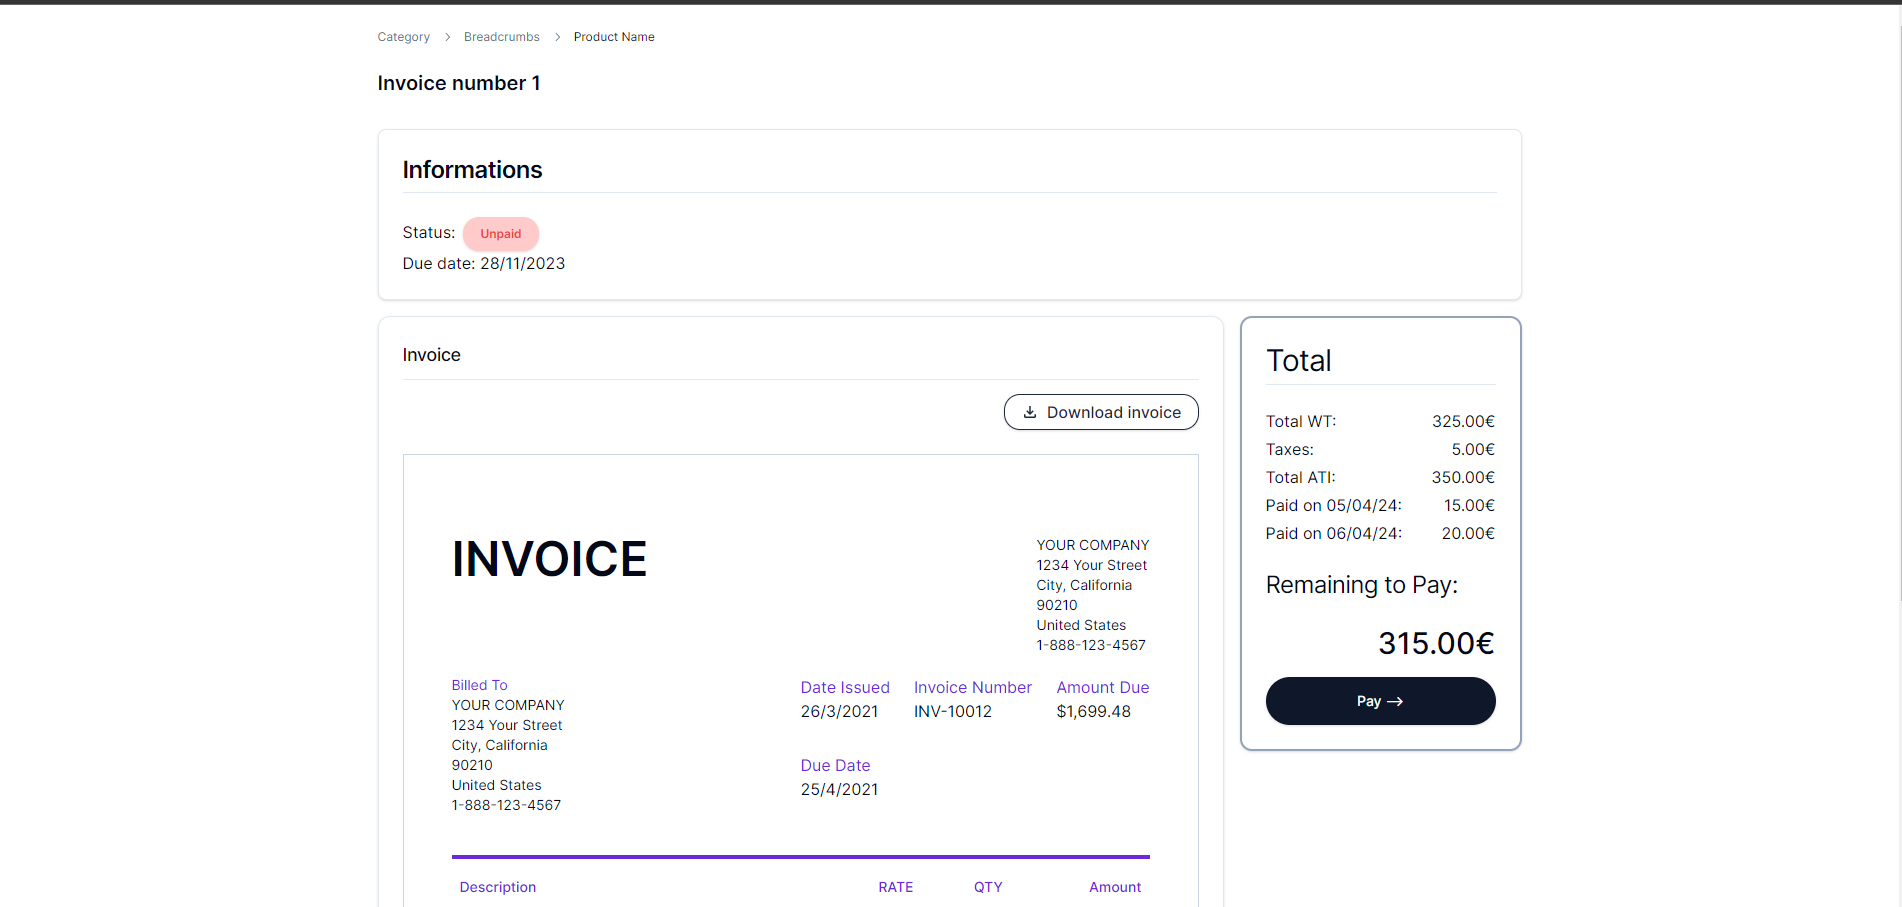 Category > Breadcrumbs > Product Name
Invoice number 1
Informations
Status: Unpaid
Due date: 28/11/2023
Invoice
Download invoice
INVOICE
YOUR COMPANY
1234 Your Street
City, California
90210
United States
1-888-123-4567
Billed To
YOUR COMPANY
1234 Your Street
City, California
90210
United States
1-888-123-4567
Date Issued
26/3/2021
Invoice Number
INV-10012
Amount Due
$1,699.48
Due Date
25/4/2021
Description RATE QTY Amount
Total
Total WT: 325.00€
Taxes: 5.00€
Total ATI: 350.00€
Paid on 05/04/24: 15.00€
Paid on 06/04/24: 20.00€
Remaining to Pay:
315.00€
Pay →